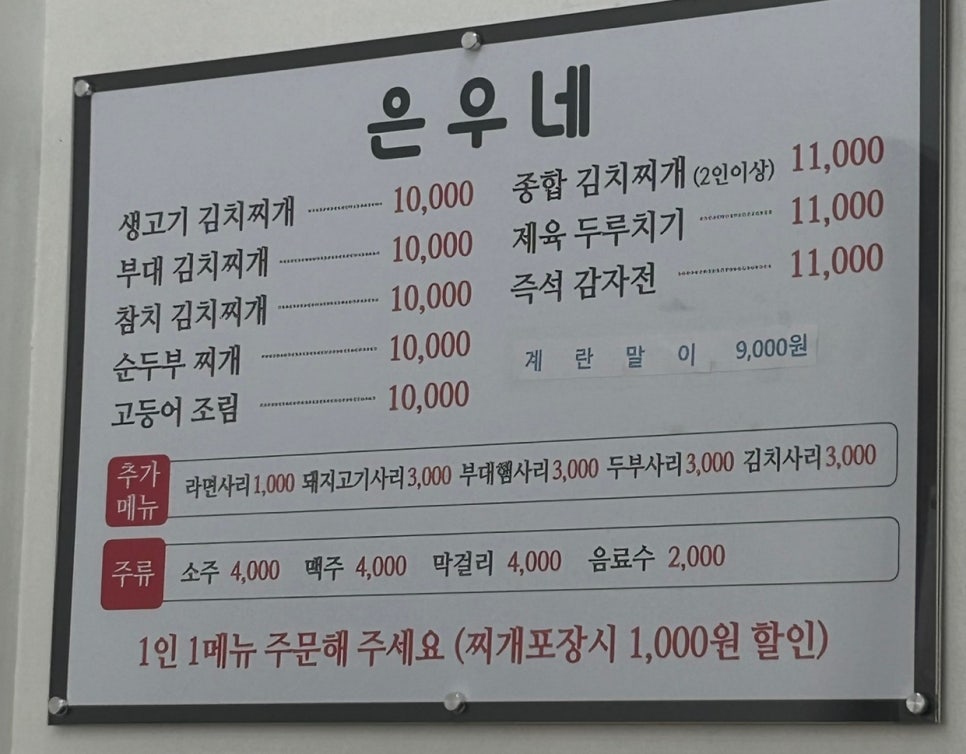 은우네
생고기 김치찌개 10,000
부대 김치찌개 10,000
참치 김치찌개 10,000
순두부 찌개 10,000
고등어 조림 10,000
종합 김치찌개 (2인이상) 11,000
제육 두루치기 11,000
즉석 감자전 11,000
계 란 말 이 9,000원
추가
메뉴
라면사리 1,000 돼지고기사리 3,000 부대햄사리 3,000 두부사리 3,000 김치사리 3,000
주류
소주 4,000 맥주 4,000 막걸리 4,000 음료수 2,000
1인 1메뉴 주문해 주세요 (찌개포장시 1,000원 할인)